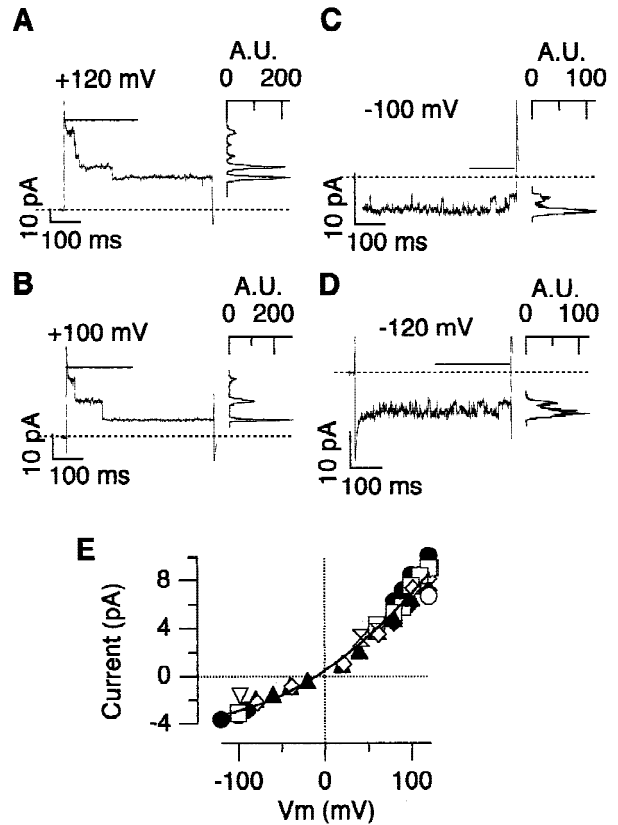 A
A.U.
0 200
+120 mV
10 pA
100 ms
C
A.U.
0 100
-100 mV
10 pA
100 ms
B
A.U.
0 200
+100 mV
10 pA
100 ms
D
A.U.
0 100
-120 mV
10 pA
100 ms
E
Current (pA)
8
4
0
-4
-100 0 100
Vm (mV)